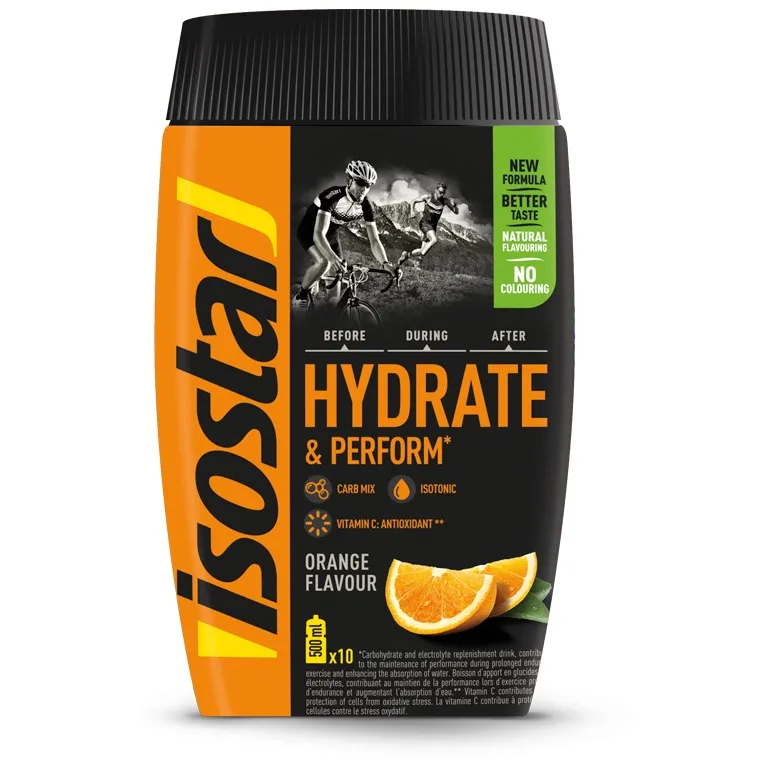 isostar
NEW
FORMULA
BETTER
TASTE
NATURAL
FLAVOURING
NO
COLOURING
BEFORE DURING AFTER
HYDRATE
& PERFORM*
CARB MIX ISOTONIC
VITAMIN C: ANTIOXIDANT **
ORANGE
FLAVOUR
500 ml
x10
*Carbohydrate and electrolyte replenishment drink, contrib
to the maintenance of performance during prolonged endu
exercise and enhancing the absorption of water. Boisson d'apport en glucides
électrolytes, contribuant au maintien de la performance lors d'exercice pro
d'endurance et augmentant l'absorption d'eau.** Vitamin C contributes
protection of cells from oxidative stress. La vitamine C contribue à proté
cellules contre le stress oxydatif.